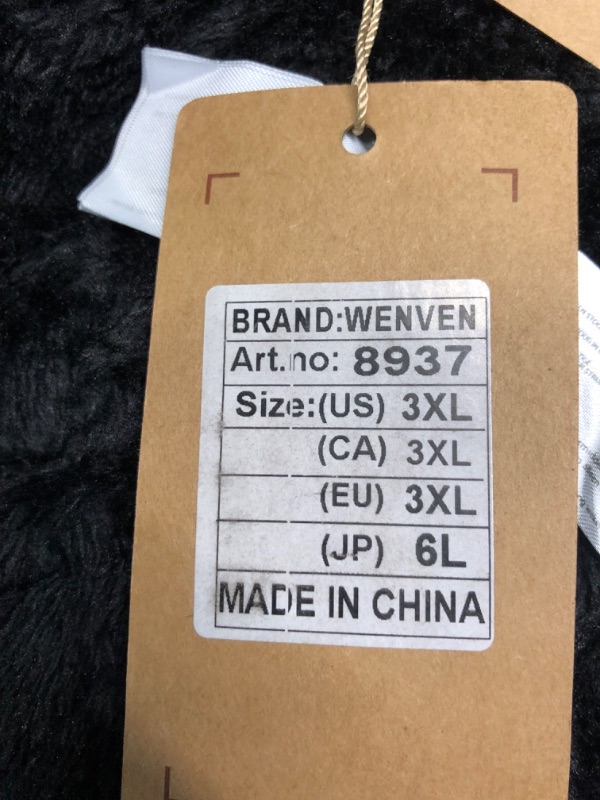 BRAND:WENVEN
Art.no: 8937
Size:(US) 3XL
(CA) 3XL
(EU) 3XL
(JP) 6L
MADE IN CHINA